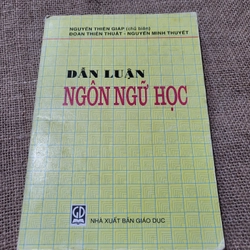 NGUYỄN THIỆN GIÁP (chủ biên)
ĐOÀN THIỆN THUẬT - NGUYỄN MINH THUYẾT
DẪN LUẬN
NGÔN NGỮ HỌC
NHÀ XUẤT BẢN GIÁO DỤC